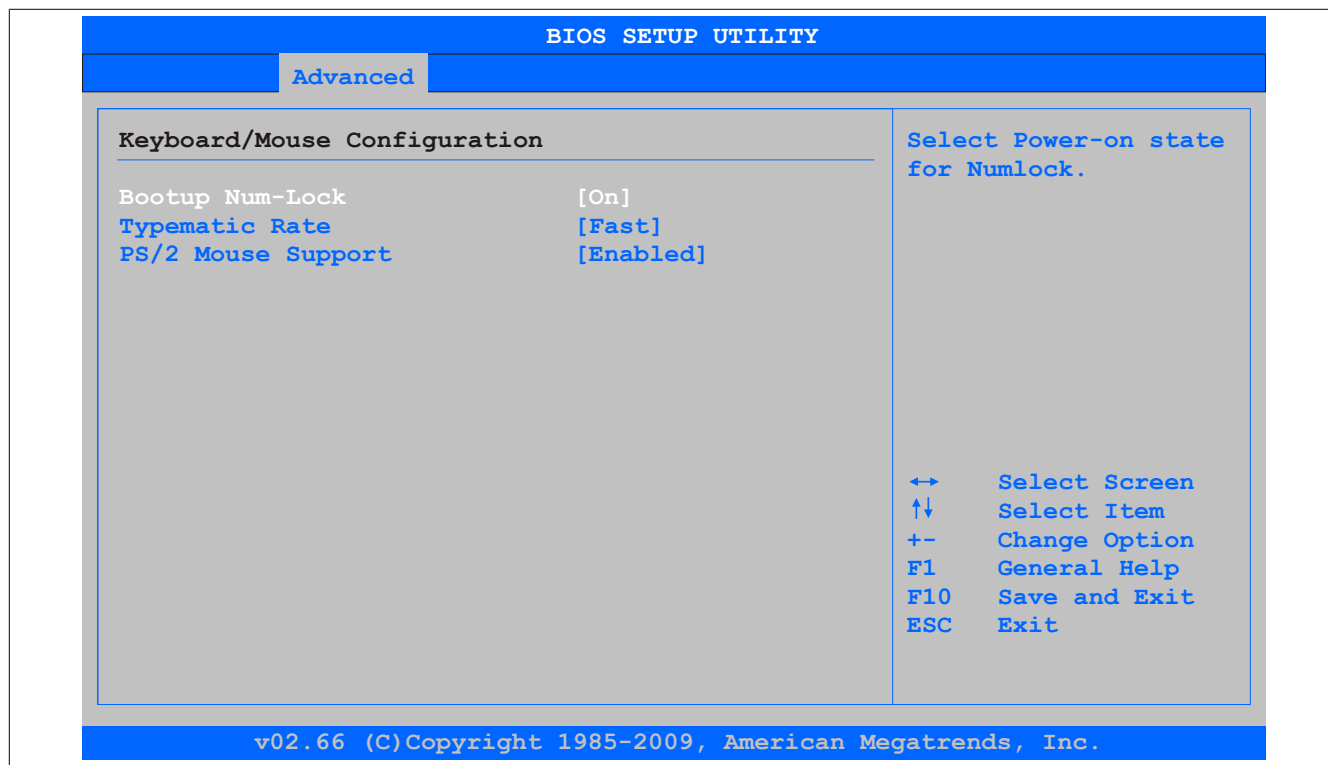 BIOS SETUP UTILITY
Advanced
Keyboard/Mouse Configuration
Bootup Num-Lock [On]
Typematic Rate [Fast]
PS/2 Mouse Support [Enabled]
Select Power-on state
for Numlock.
↔ Select Screen
↑↓ Select Item
+- Change Option
F1 General Help
F10 Save and Exit
ESC Exit
v02.66 (C)Copyright 1985-2009, American Megatrends, Inc.